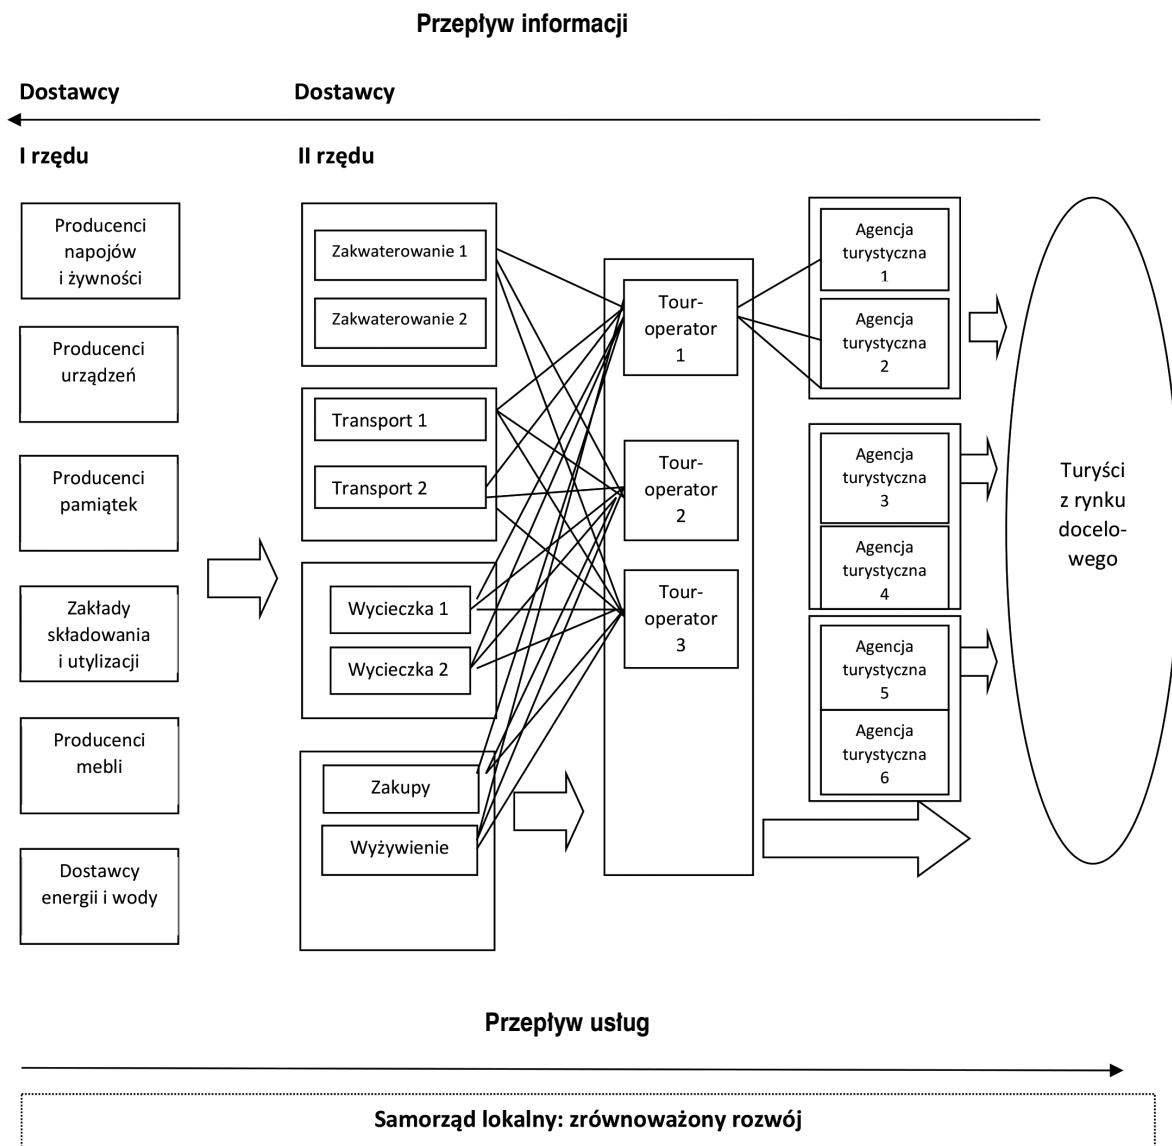 Przepływ informacji
Dostawcy
Dostawcy
I rzędu
II rzędu
Producenci
napojów
i żywności
Producenci
urządzeń
Producenci
pamiątek
Zakłady
składowania
i utylizacji
Producenci
mebli
Dostawcy
energii i wody
Zakwaterowanie 1
Zakwaterowanie 2
Transport 1
Transport 2
Wycieczka 1
Wycieczka 2
Zakupy
Wyżywienie
Tour-
operator
1
Tour-
operator
2
Tour-
operator
3
Agencja
turystyczna
1
Agencja
turystyczna
2
Agencja
turystyczna
3
Agencja
turystyczna
4
Agencja
turystyczna
5
Agencja
turystyczna
6
Turyści
z rynku
docelo-
wego
Przepływ usług
Samorząd lokalny: zrównoważony rozwój